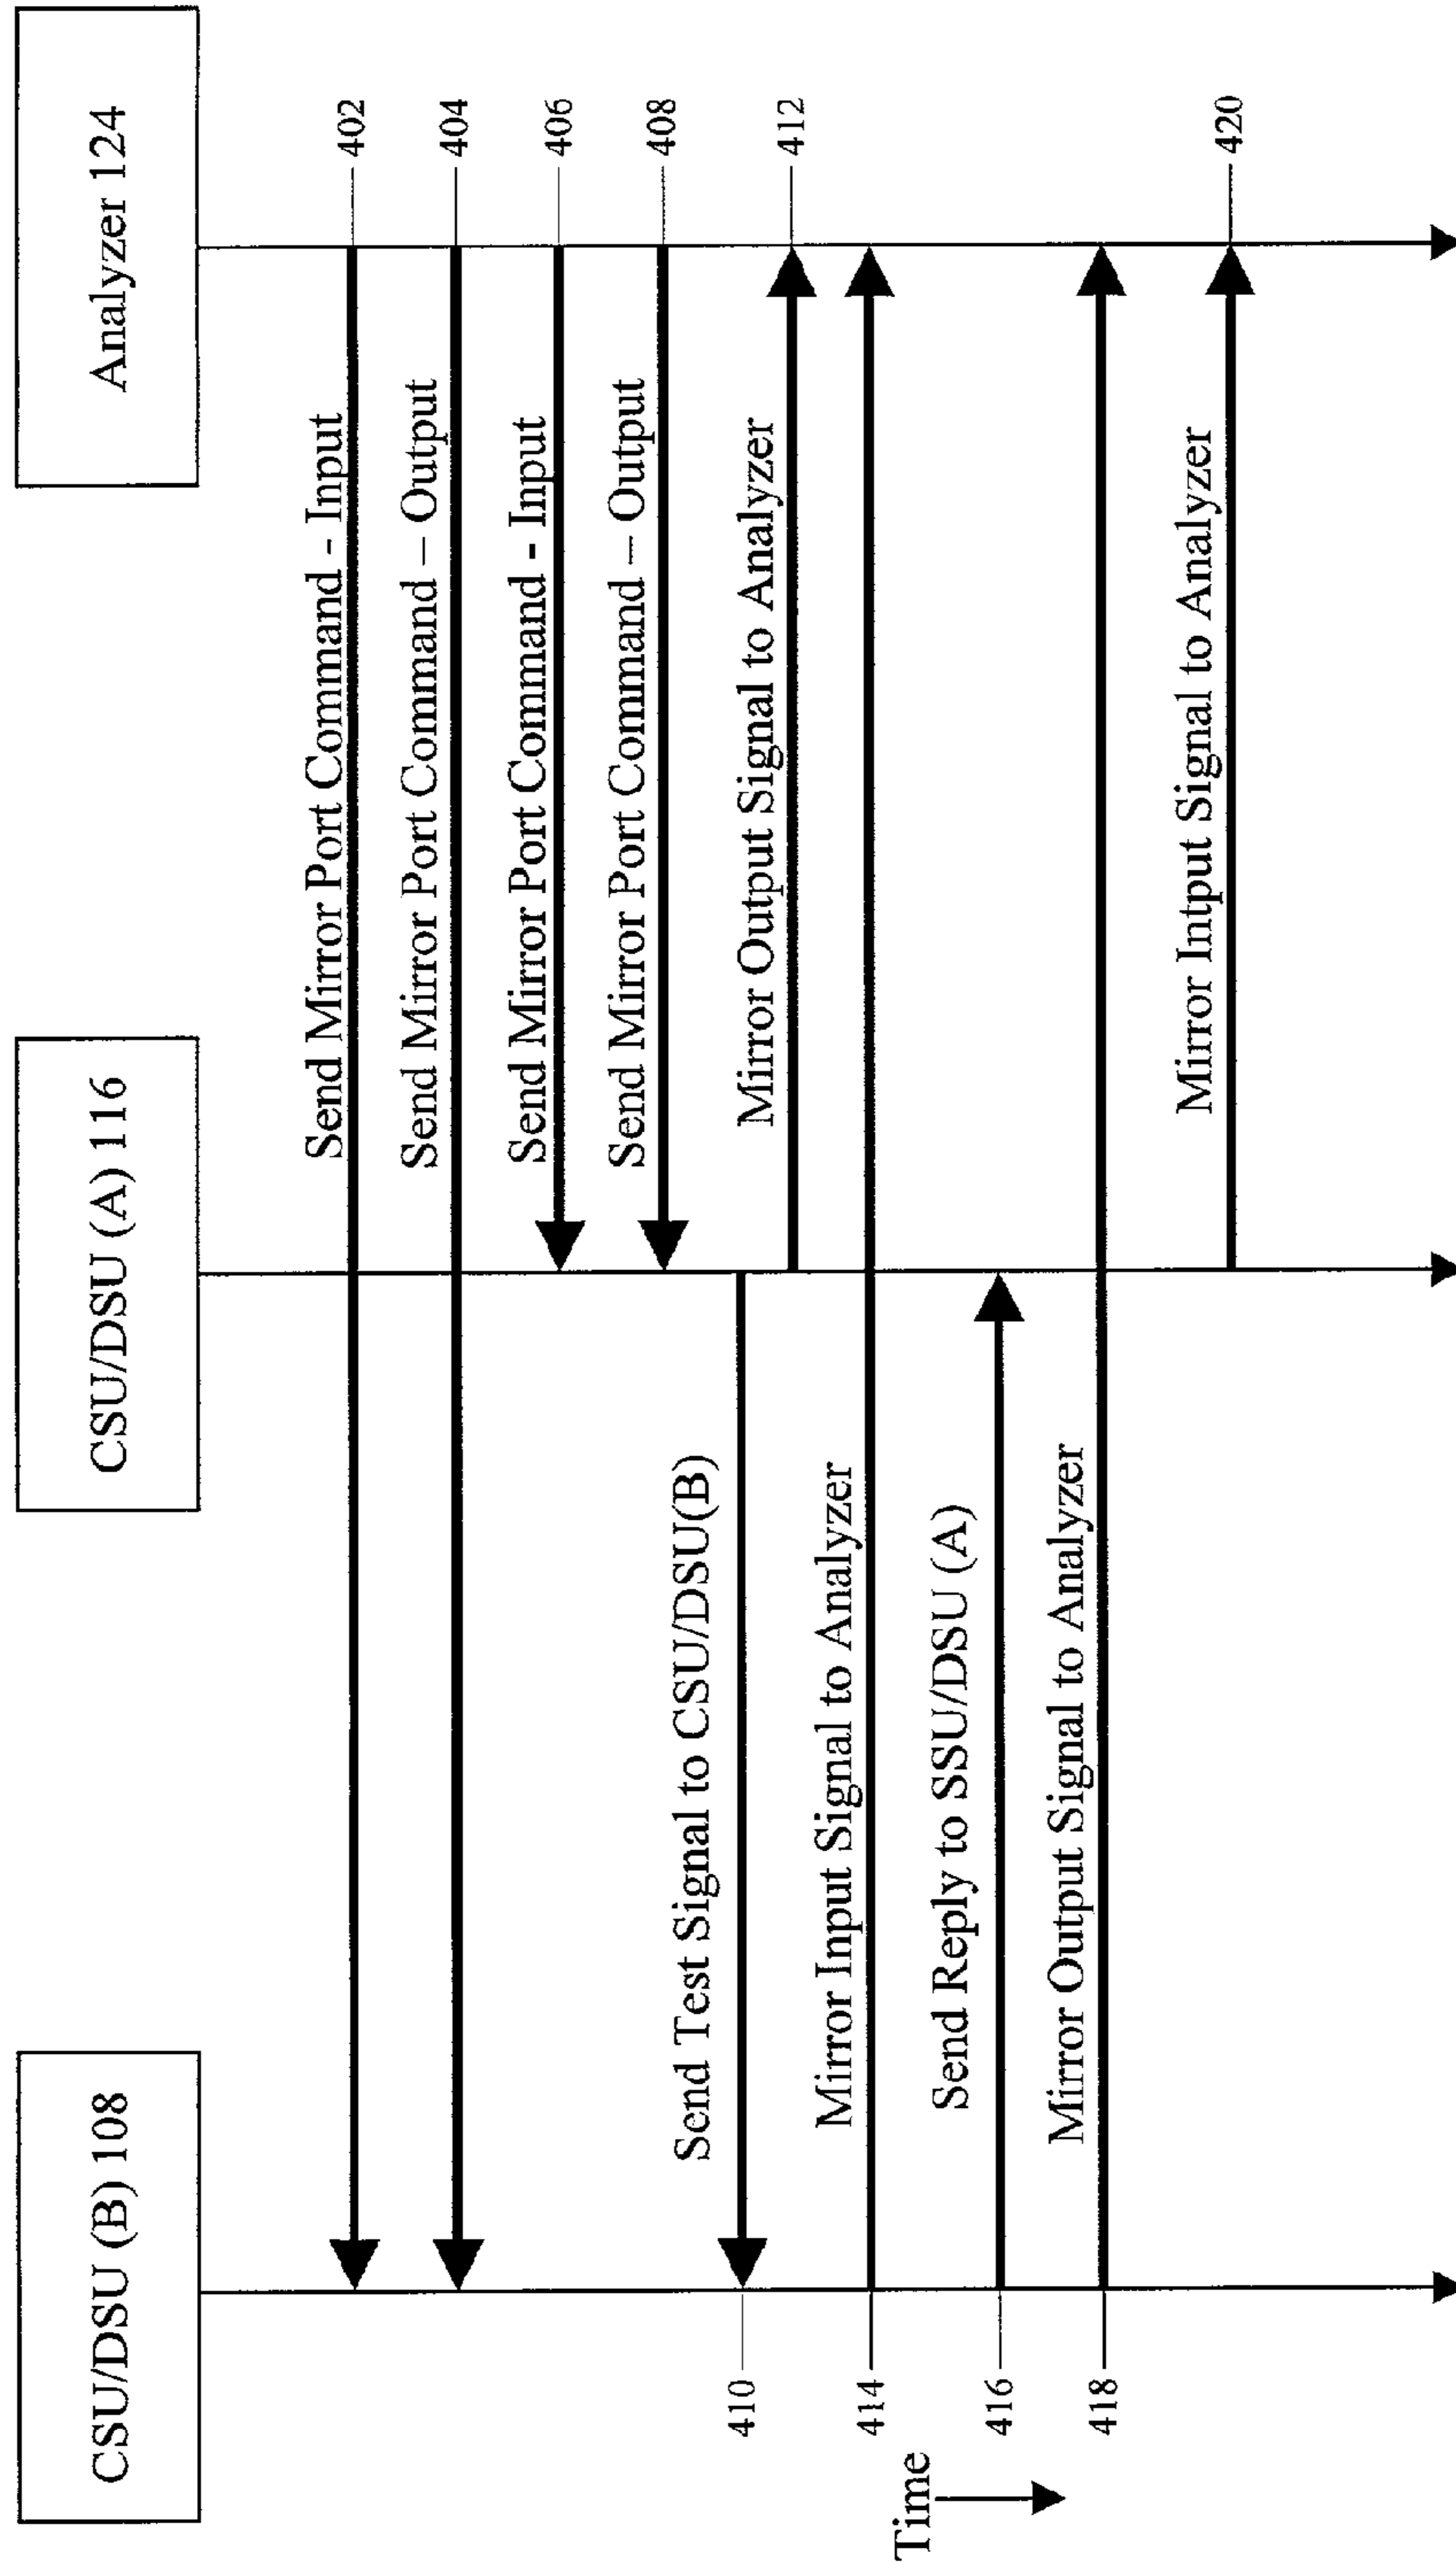 CSU/DSU (B) 108
CSU/DSU (A) 116
Analyzer 124
Send Mirror Port Command - Input
402
Send Mirror Port Command – Output
404
Send Mirror Port Command - Input
406
Send Mirror Port Command – Output
408
410
Send Test Signal to CSU/DSU(B)
Mirror Output Signal to Analyzer
412
414
Mirror Input Signal to Analyzer
Time
416
Send Reply to SSU/DSU (A)
418
Mirror Output Signal to Analyzer
Mirror Intput Signal to Analyzer
420